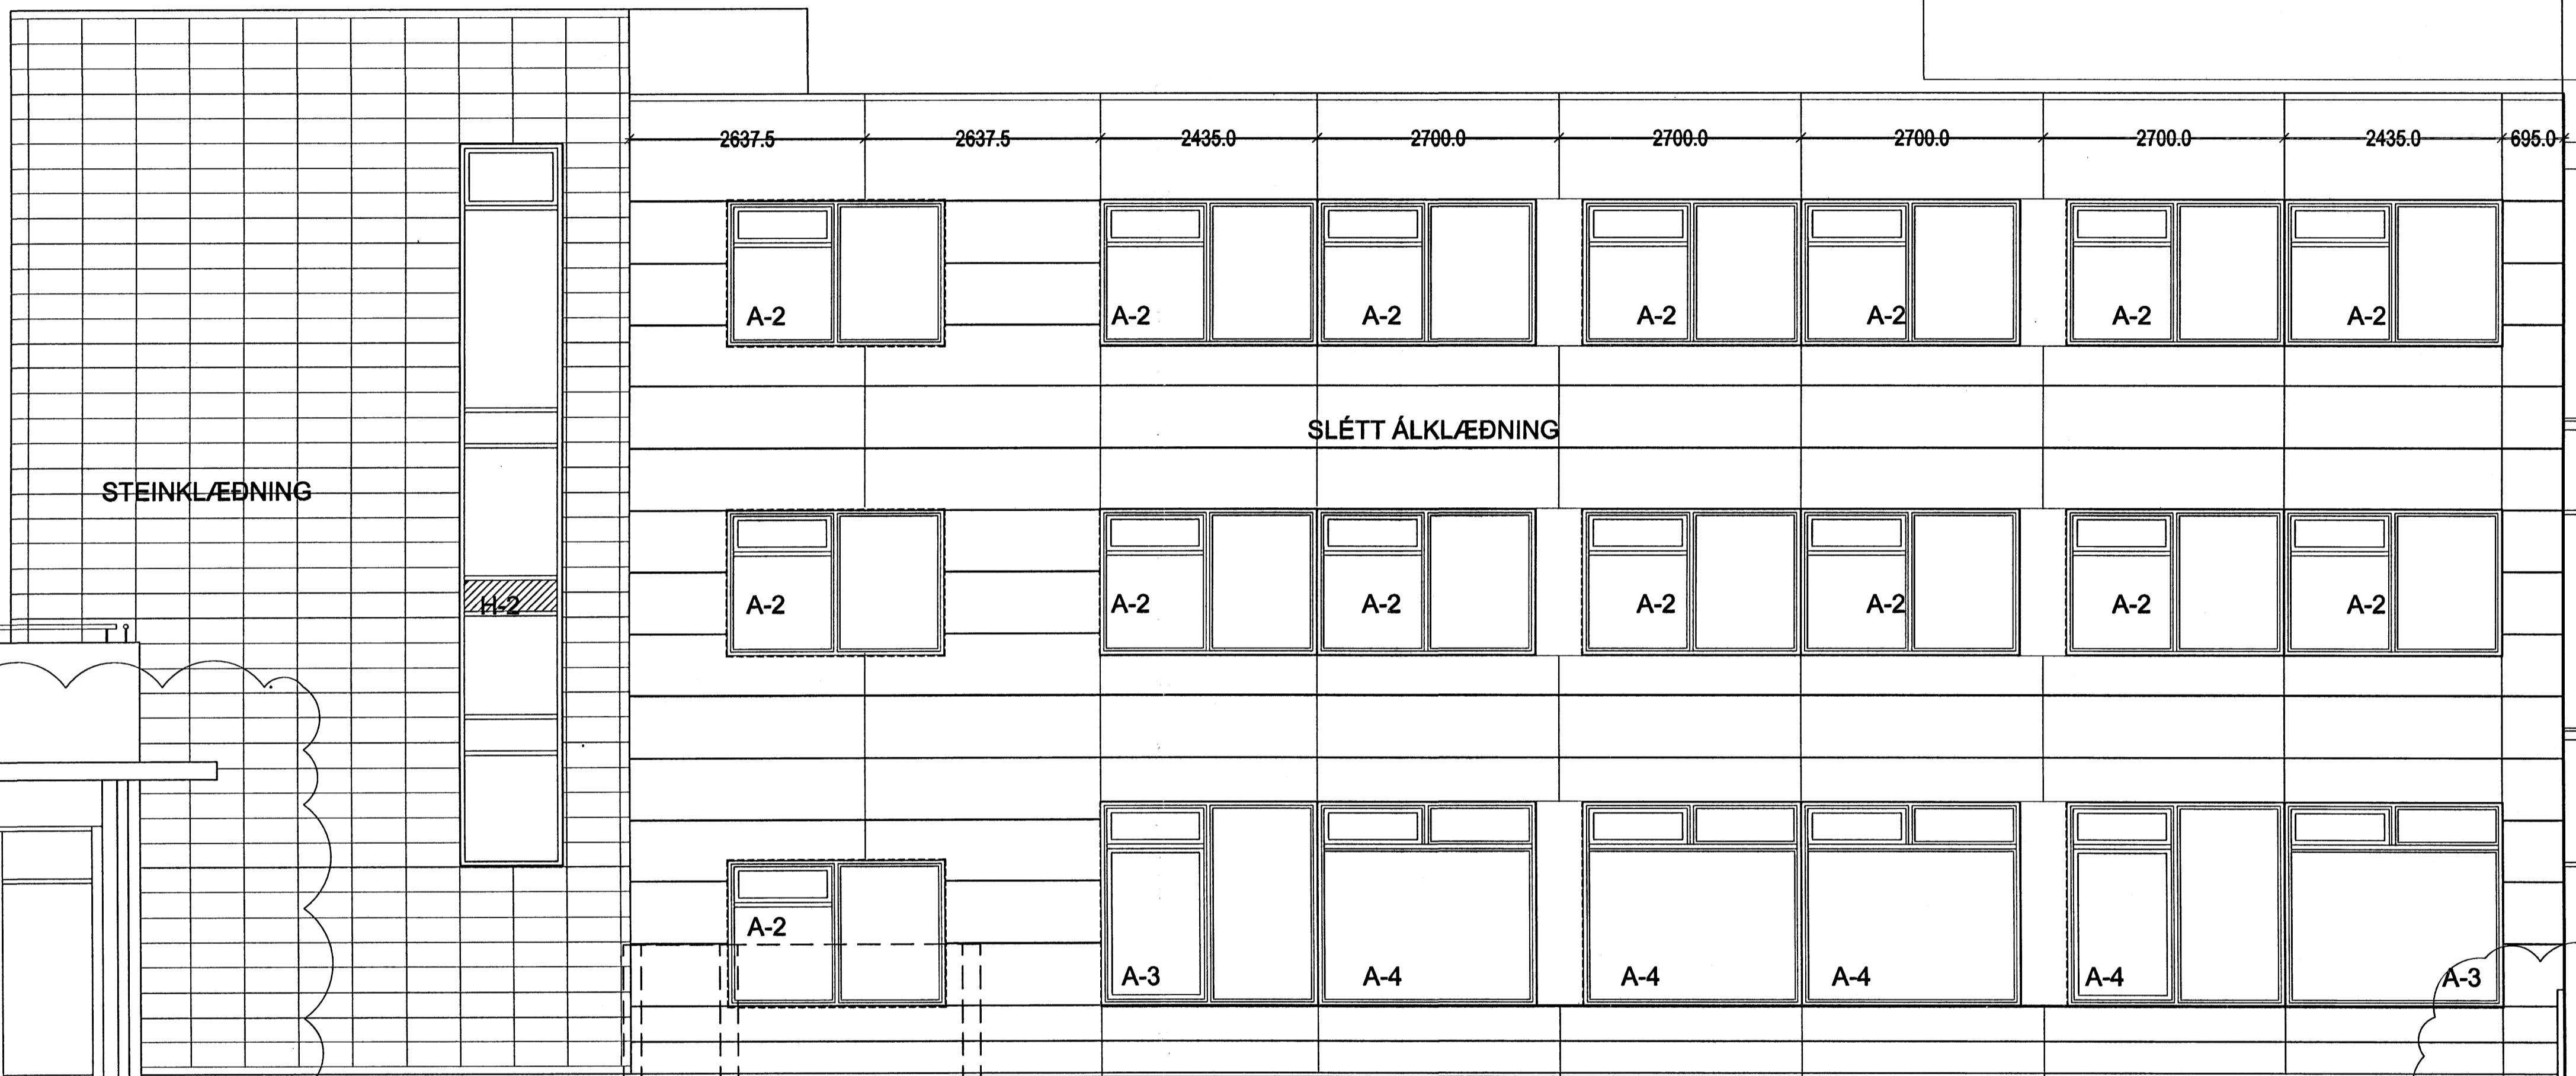 2637.5 2637.5 2435.0 2700.0 2700.0 2700.0 2700.0 2435.0 695.0
A-2 A-2 A-2 A-2 A-2 A-2 A-2
SLÉTT ÁLKLÆÐNING
STEINKLÆÐNING
H-2 A-2 A-2 A-2 A-2 A-2 A-2 A-2
A-2
A-3 A-4 A-4 A-4 A-4 A-3